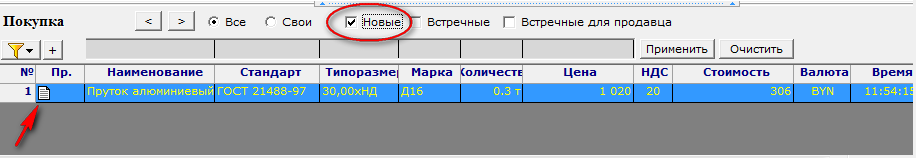 Покупка < > Все Свои Новые Встречные Встречные для продавца
+ Применить Очистить
№ Пр. Наименование Стандарт Типоразмер Марка Количеств Цена НДС Стоимость Валюта Время
1 Пруток алюминиевый ГОСТ 21488-97 30,00хНД Д16 0.3 т 1 020 20 306 BYN 11:54:15